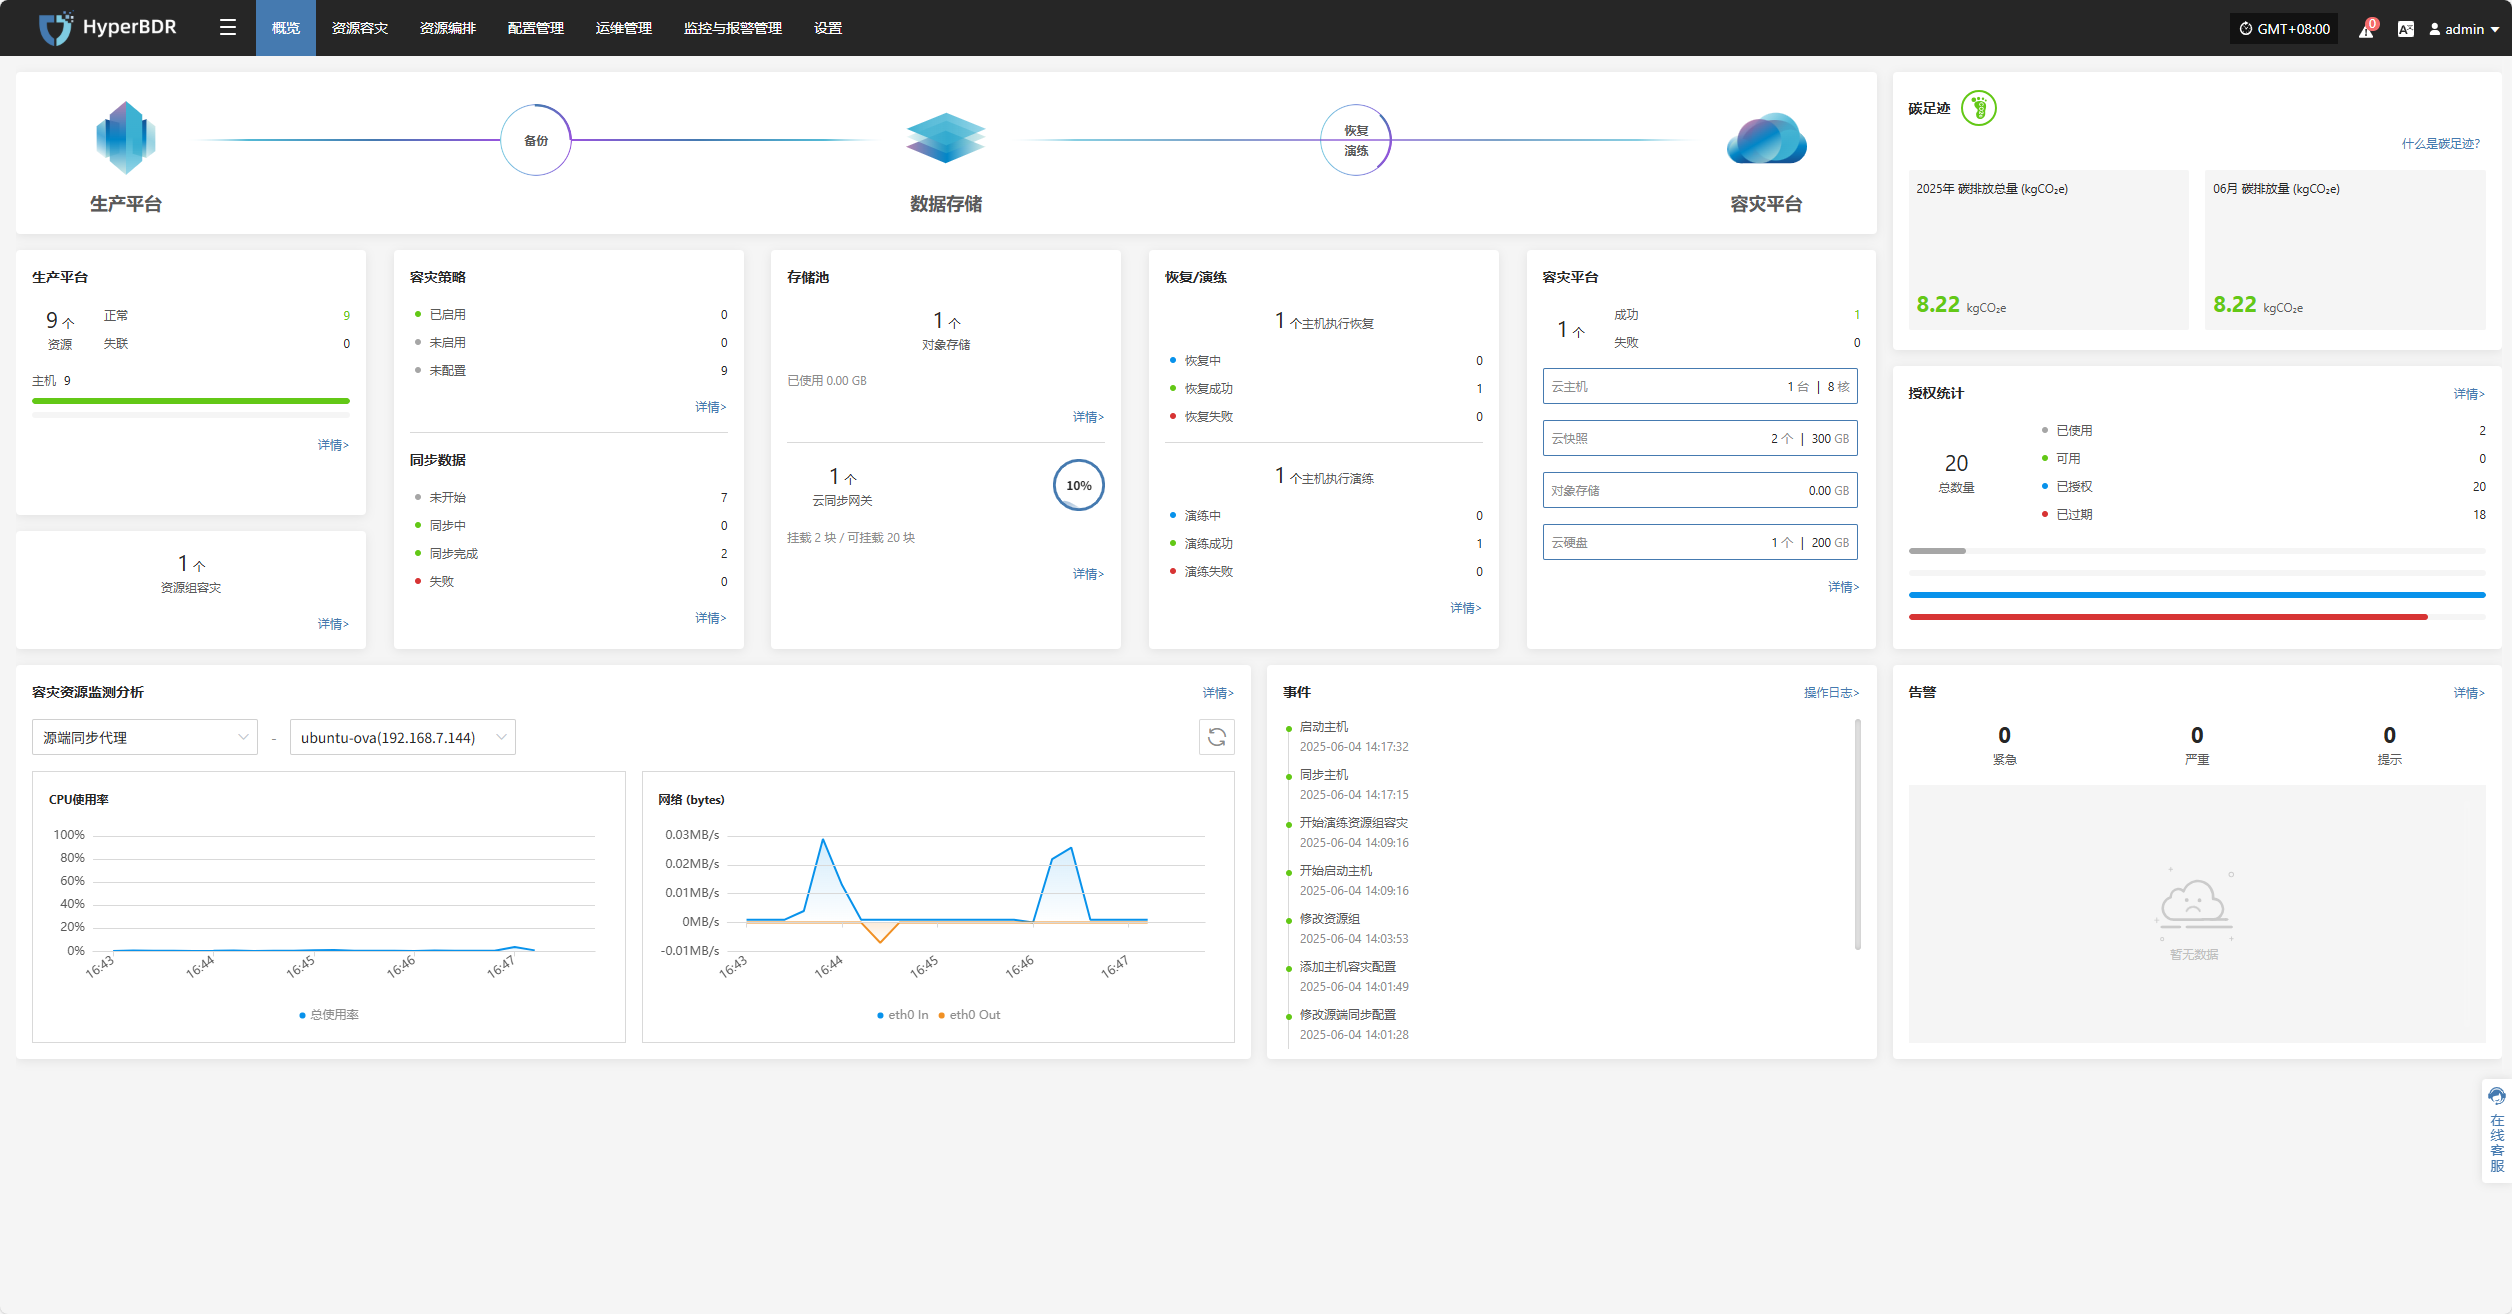 HyperBDR
概览
资源容灾
资源编排
配置管理
运维管理
监控与报警管理
设置
GMT+08:00
0
admin
生产平台
备份
数据存储
恢复
演练
容灾平台
碳足迹
什么是碳足迹?
2025年 碳排放总量 (kgCO₂e)
8.22 kgCO₂e
06月 碳排放量 (kgCO₂e)
8.22 kgCO₂e
生产平台
9 个
资源
正常 9
失联 0
主机 9
详情>
1 个
资源组容灾
详情>
容灾策略
已启用 0
未启用 0
未配置 9
详情>
同步数据
未开始 7
同步中 0
同步完成 2
失败 0
详情>
存储池
1 个
对象存储
已使用 0.00 GB
详情>
1 个
云同步网关
10%
挂载 2 块 / 可挂载 20 块
详情>
恢复/演练
1 个主机执行恢复
恢复中 0
恢复成功 1
恢复失败 0
1 个主机执行演练
演练中 0
演练成功 1
演练失败 0
详情>
容灾平台
1 个
成功 1
失败 0
云主机 1 台 | 8 核
云快照 2 个 | 300 GB
对象存储 0.00 GB
云硬盘 1 个 | 200 GB
详情>
授权统计
详情>
20
总数量
已使用 2
可用 0
已授权 20
已过期 18
容灾资源监测分析
详情>
源端同步代理
-
ubuntu-ova(192.168.7.144)
CPU使用率
100%
80%
60%
40%
20%
0%
16:43
16:44
16:45
16:46
16:47
总使用率
网络 (bytes)
0.03MB/s
0.02MB/s
0.01MB/s
0MB/s
-0.01MB/s
16:43
16:44
16:45
16:46
16:47
eth0 In
eth0 Out
事件
操作日志>
启动主机
2025-06-04 14:17:32
同步主机
2025-06-04 14:17:15
开始演练资源组容灾
2025-06-04 14:09:16
开始启动主机
2025-06-04 14:09:16
修改资源组
2025-06-04 14:03:53
添加主机容灾配置
2025-06-04 14:01:49
修改源端同步配置
2025-06-04 14:01:28
告警
详情>
0
紧急
0
严重
0
提示
暂无数据
在线客服